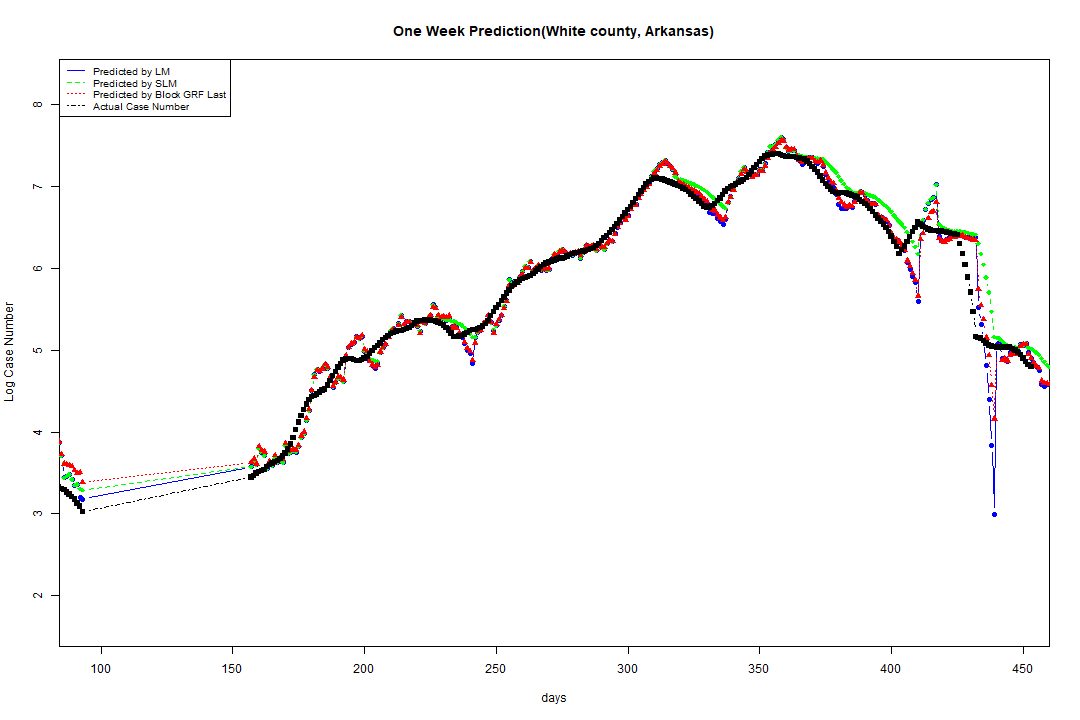 One Week Prediction(White county, Arkansas)
Predicted by LM
Predicted by SLM
Predicted by Block GRF Last
Actual Case Number
8
7
6
5
4
3
2
Log Case Number
100 150 200 250 300 350 400 450
days